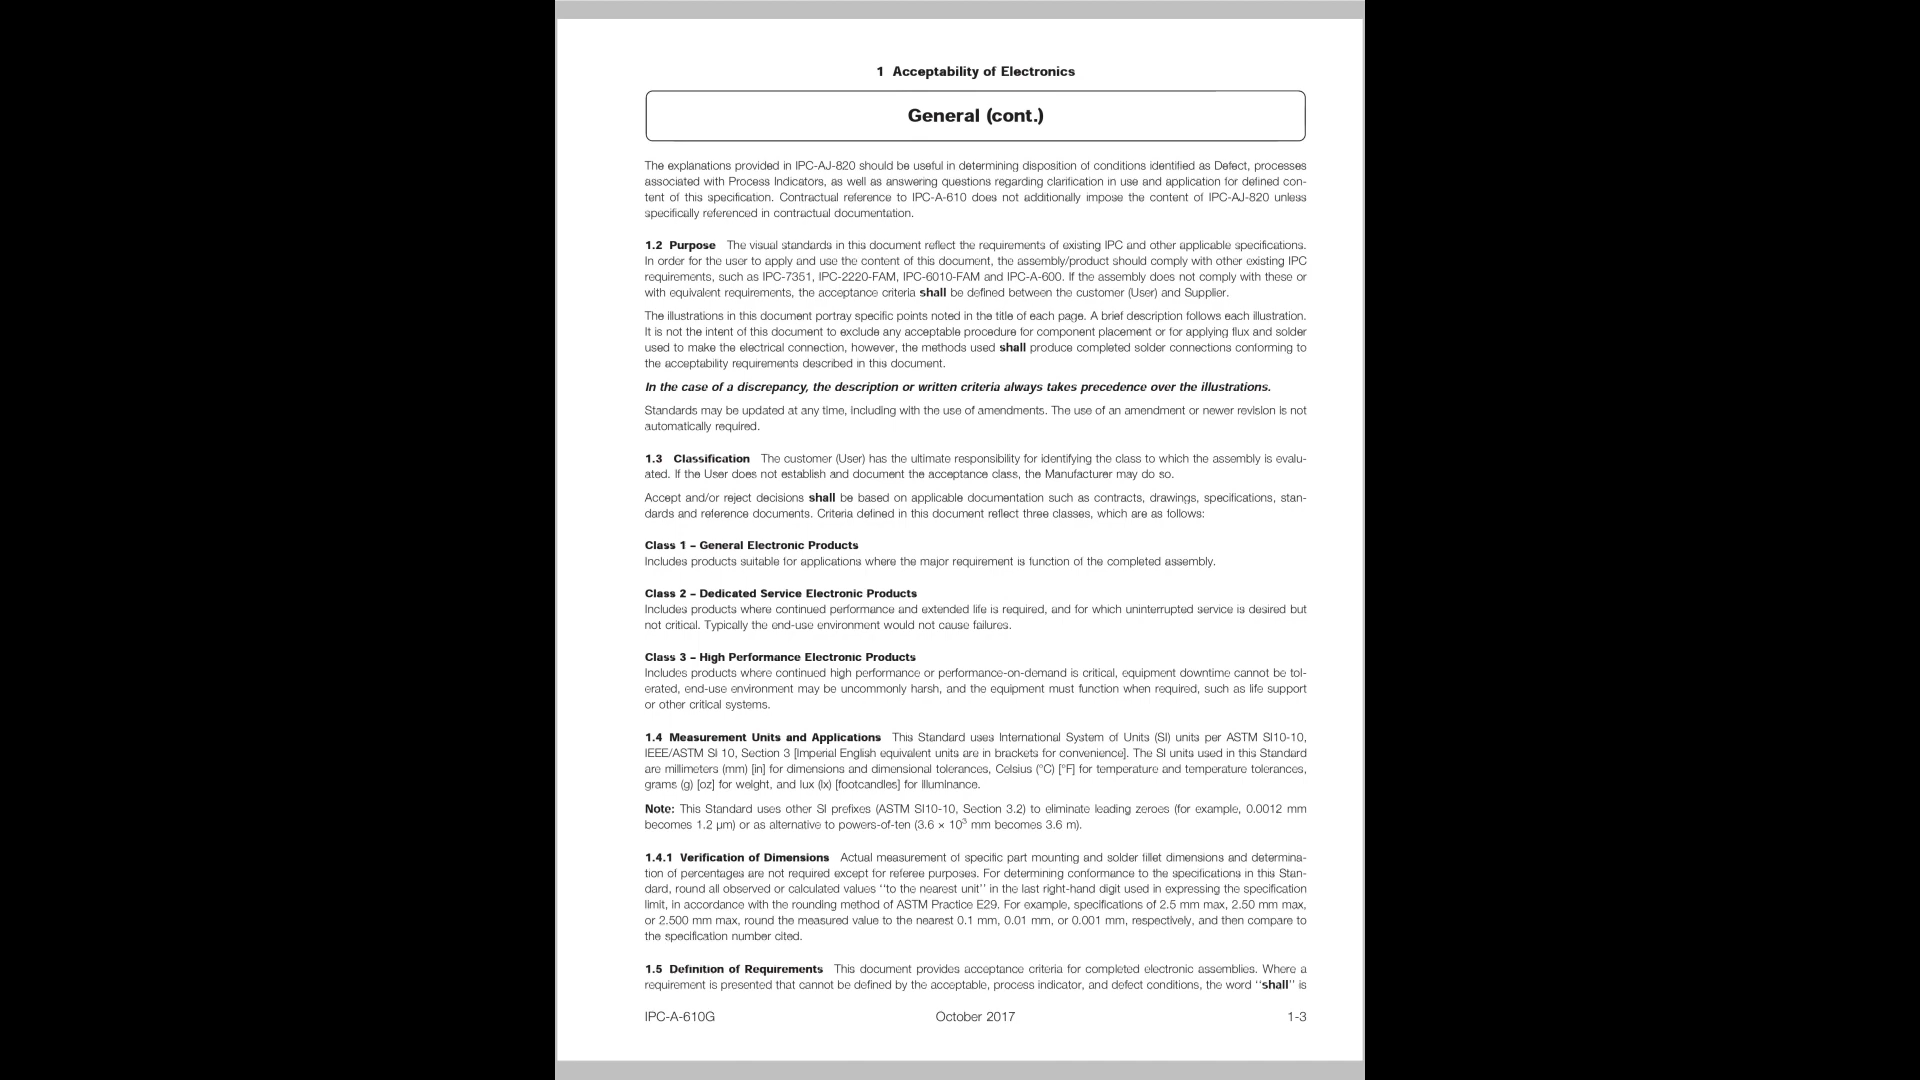 1 Acceptability of Electronics
General (cont.)
The explanations provided in IPC-AJ-820 should be useful in determining disposition of conditions identified as Defect, processes
associated with Process Indicators, as well as answering questions regarding clarification in use and application for defined con-
tent of this specification. Contractual reference to IPC-A-610 does not additionally impose the content of IPC-AJ-820 unless
specifically referenced in contractual documentation.
1.2 Purpose The visual standards in this document reflect the requirements of existing IPC and other applicable specifications.
In order for the user to apply and use the content of this document, the assembly/product should comply with other existing IPC
requirements, such as IPC-7351, IPC-2220-FAM, IPC-6010-FAM and IPC-A-600. If the assembly does not comply with these or
with equivalent requirements, the acceptance criteria shall be defined between the customer (User) and Supplier.
The illustrations in this document portray specific points noted in the title of each page. A brief description follows each illustration.
It is not the intent of this document to exclude any acceptable procedure for component placement or for applying flux and solder
used to make the electrical connection, however, the methods used shall produce completed solder connections conforming to
the acceptability requirements described in this document.
In the case of a discrepancy, the description or written criteria always takes precedence over the illustrations.
Standards may be updated at any time, including with the use of amendments. The use of an amendment or newer revision is not
automatically required.
1.3 Classification The customer (User) has the ultimate responsibility for identifying the class to which the assembly is evalu-
ated. If the User does not establish and document the acceptance class, the Manufacturer may do so.
Accept and/or reject decisions shall be based on applicable documentation such as contracts, drawings, specifications, stan-
dards and reference documents. Criteria defined in this document reflect three classes, which are as follows:
Class 1 – General Electronic Products
Includes products suitable for applications where the major requirement is function of the completed assembly.
Class 2 – Dedicated Service Electronic Products
Includes products where continued performance and extended life is required, and for which uninterrupted service is desired but
not critical. Typically the end-use environment would not cause failures.
Class 3 – High Performance Electronic Products
Includes products where continued high performance or performance-on-demand is critical, equipment downtime cannot be tol-
erated, end-use environment may be uncommonly harsh, and the equipment must function when required, such as life support
or other critical systems.
1.4 Measurement Units and Applications This Standard uses International System of Units (SI) units per ASTM SI10-10,
IEEE/ASTM SI 10, Section 3 [Imperial English equivalent units are in brackets for convenience]. The SI units used in this Standard
are millimeters (mm) [in] for dimensions and dimensional tolerances, Celsius (°C) [°F] for temperature and temperature tolerances,
grams (g) [oz] for weight, and lux (lx) [footcandles] for illuminance.
Note: This Standard uses other SI prefixes (ASTM SI10-10, Section 3.2) to eliminate leading zeroes (for example, 0.0012 mm
becomes 1.2 µm) or as alternative to powers-of-ten (3.6 × 10³ mm becomes 3.6 m).
1.4.1 Verification of Dimensions Actual measurement of specific part mounting and solder fillet dimensions and determina-
tion of percentages are not required except for referee purposes. For determining conformance to the specifications in this Stan-
dard, round all observed or calculated values ‘‘to the nearest unit’’ in the last right-hand digit used in expressing the specification
limit, in accordance with the rounding method of ASTM Practice E29. For example, specifications of 2.5 mm max, 2.50 mm max,
or 2.500 mm max, round the measured value to the nearest 0.1 mm, 0.01 mm, or 0.001 mm, respectively, and then compare to
the specification number cited.
1.5 Definition of Requirements This document provides acceptance criteria for completed electronic assemblies. Where a
requirement is presented that cannot be defined by the acceptable, process indicator, and defect conditions, the word ‘‘shall’’ is
IPC-A-610G October 2017 1-3